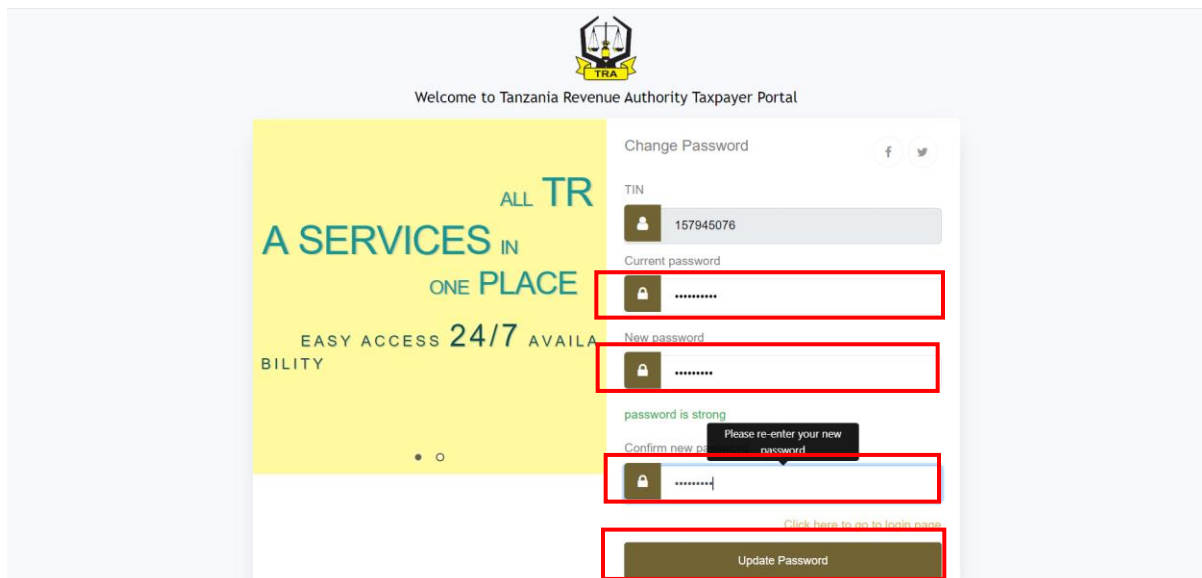 TRA
Welcome to Tanzania Revenue Authority Taxpayer Portal
ALL TR
A SERVICES IN
ONE PLACE
EASY ACCESS 24/7 AVAILA
BILITY
Change Password
TIN
157945076
Current password
••••••••••
New password
•••••••••
password is strong
Please re-enter your new
password
Confirm new
•••••••••
Click here to go to login page
Update Password